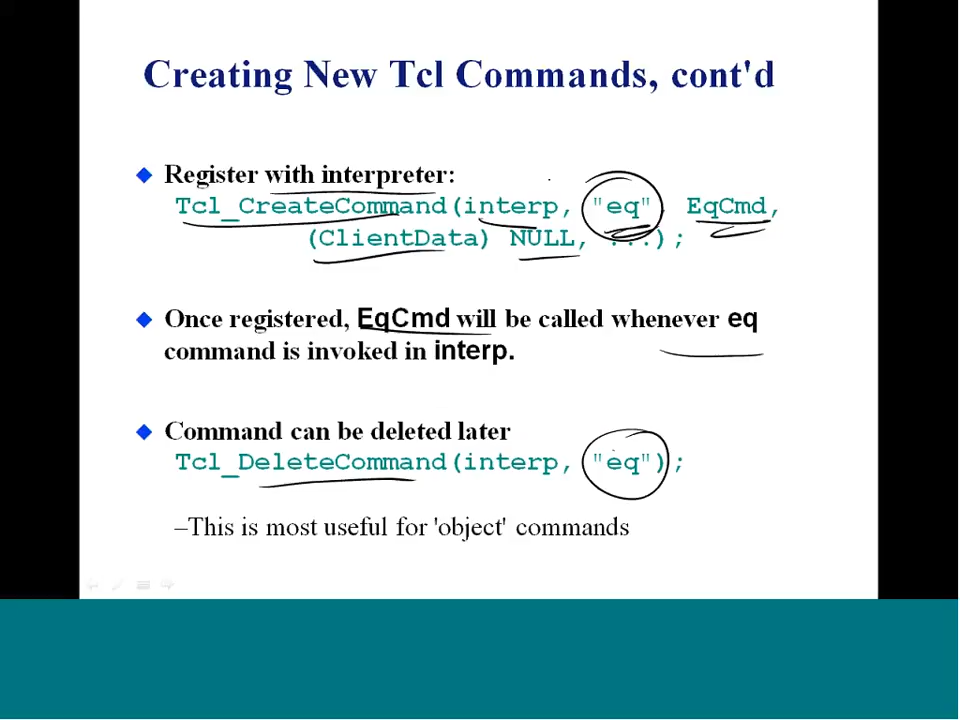 Creating New Tcl Commands, cont'd
Register with interpreter:
Tcl_CreateCommand(interp, "eq", EqCmd,
(ClientData) NULL, ...);
Once registered, EqCmd will be called whenever eq
command is invoked in interp.
Command can be deleted later
Tcl_DeleteCommand(interp, "eq");
–This is most useful for 'object' commands